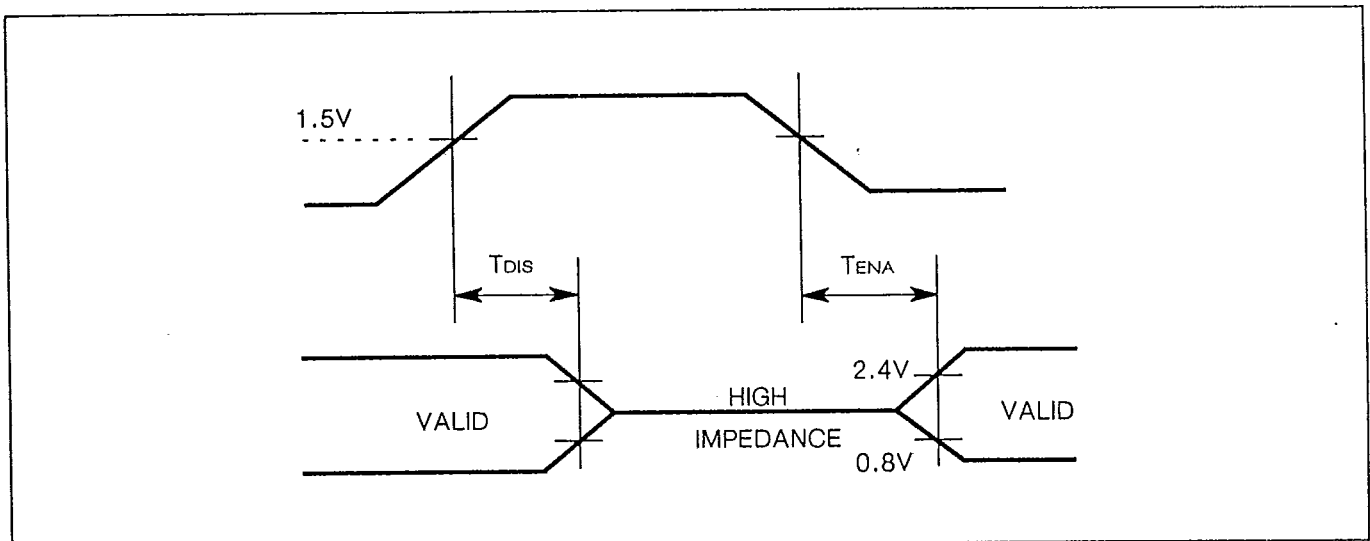 1.5V
TDIS
TENA
VALID
HIGH
IMPEDANCE
2.4V
0.8V
VALID